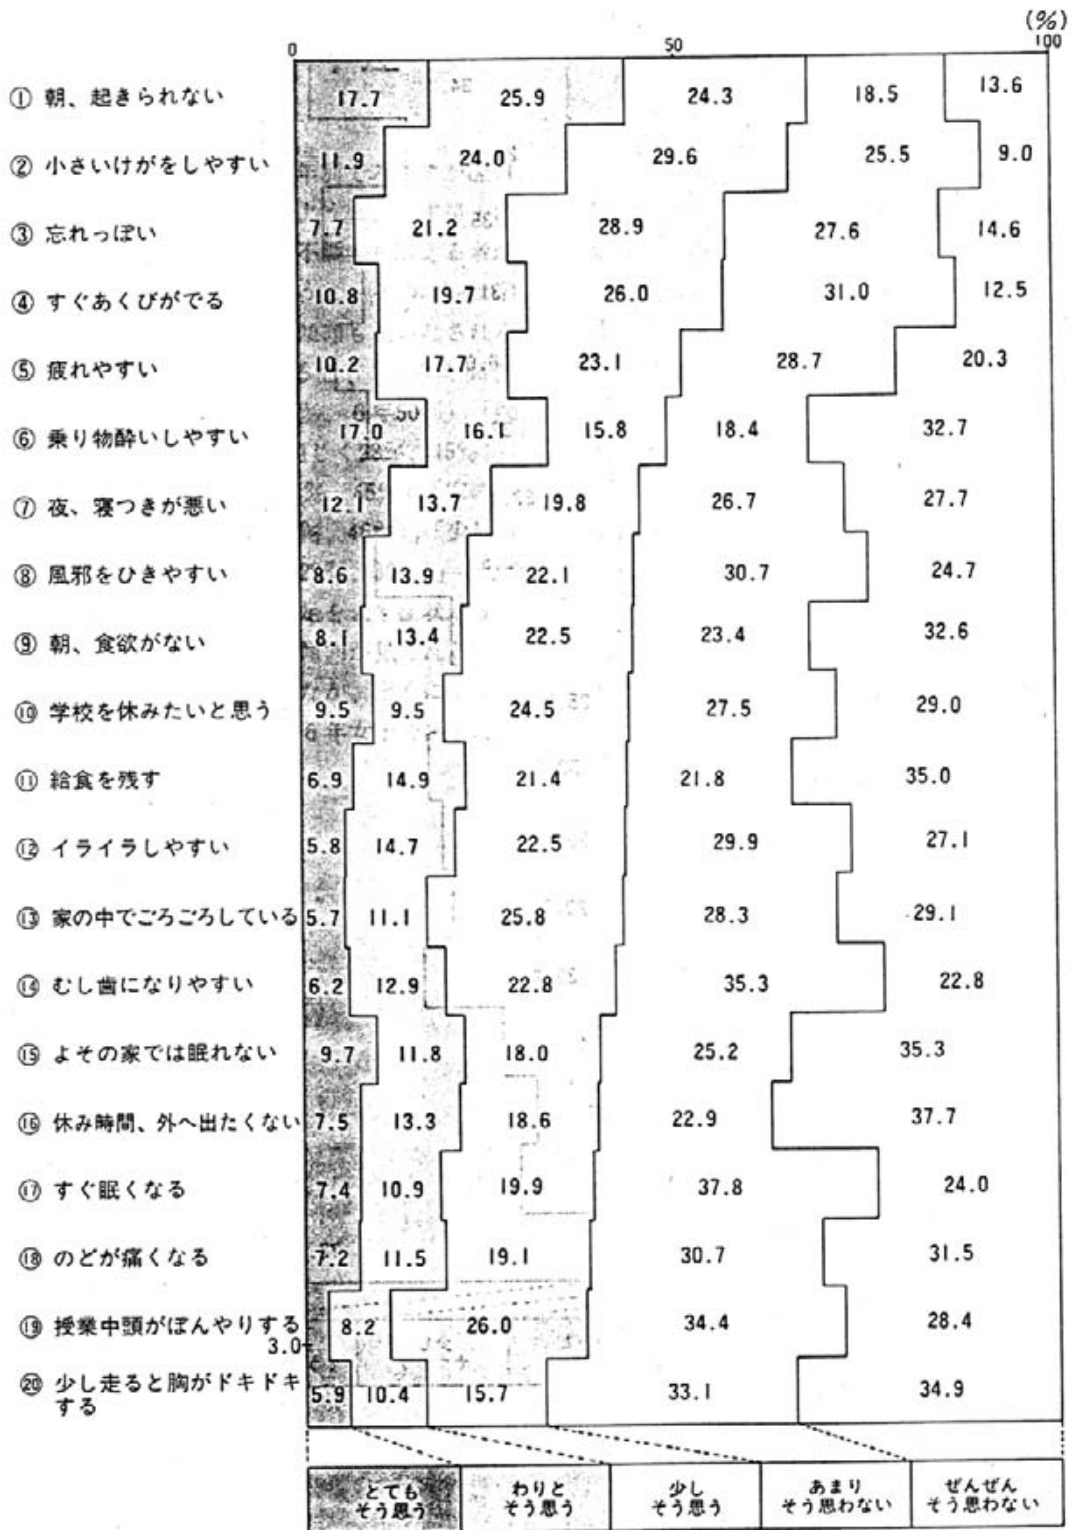 (%)
0 50 100
① 朝、起きられない 17.7 25.9 24.3 18.5 13.6
② 小さいけがをしやすい 11.9 24.0 29.6 25.5 9.0
③ 忘れっぽい 7.7 21.2 28.9 27.6 14.6
④ すぐあくびがでる 10.8 19.7 26.0 31.0 12.5
⑤ 疲れやすい 10.2 17.7 23.1 28.7 20.3
⑥ 乗り物酔いしやすい 17.0 16.1 15.8 18.4 32.7
⑦ 夜、寝つきが悪い 12.1 13.7 19.8 26.7 27.7
⑧ 風邪をひきやすい 8.6 13.9 22.1 30.7 24.7
⑨ 朝、食欲がない 8.1 13.4 22.5 23.4 32.6
⑩ 学校を休みたいと思う 9.5 9.5 24.5 27.5 29.0
⑪ 給食を残す 6.9 14.9 21.4 21.8 35.0
⑫ イライラしやすい 5.8 14.7 22.5 29.9 27.1
⑬ 家の中でごろごろしている 5.7 11.1 25.8 28.3 29.1
⑭ むし歯になりやすい 6.2 12.9 22.8 35.3 22.8
⑮ よその家では眠れない 9.7 11.8 18.0 25.2 35.3
⑯ 休み時間、外へ出たくない 7.5 13.3 18.6 22.9 37.7
⑰ すぐ眠くなる 7.4 10.9 19.9 37.8 24.0
⑱ のどが痛くなる 7.2 11.5 19.1 30.7 31.5
⑲ 授業中頭がぼんやりする 8.2 26.0 34.4 28.4
3.0
⑳ 少し走ると胸がドキドキ 5.9 10.4 15.7 33.1 34.9
する
とても わりと 少し あまり ぜんぜん
そう思う そう思う そう思う そう思わない そう思わない